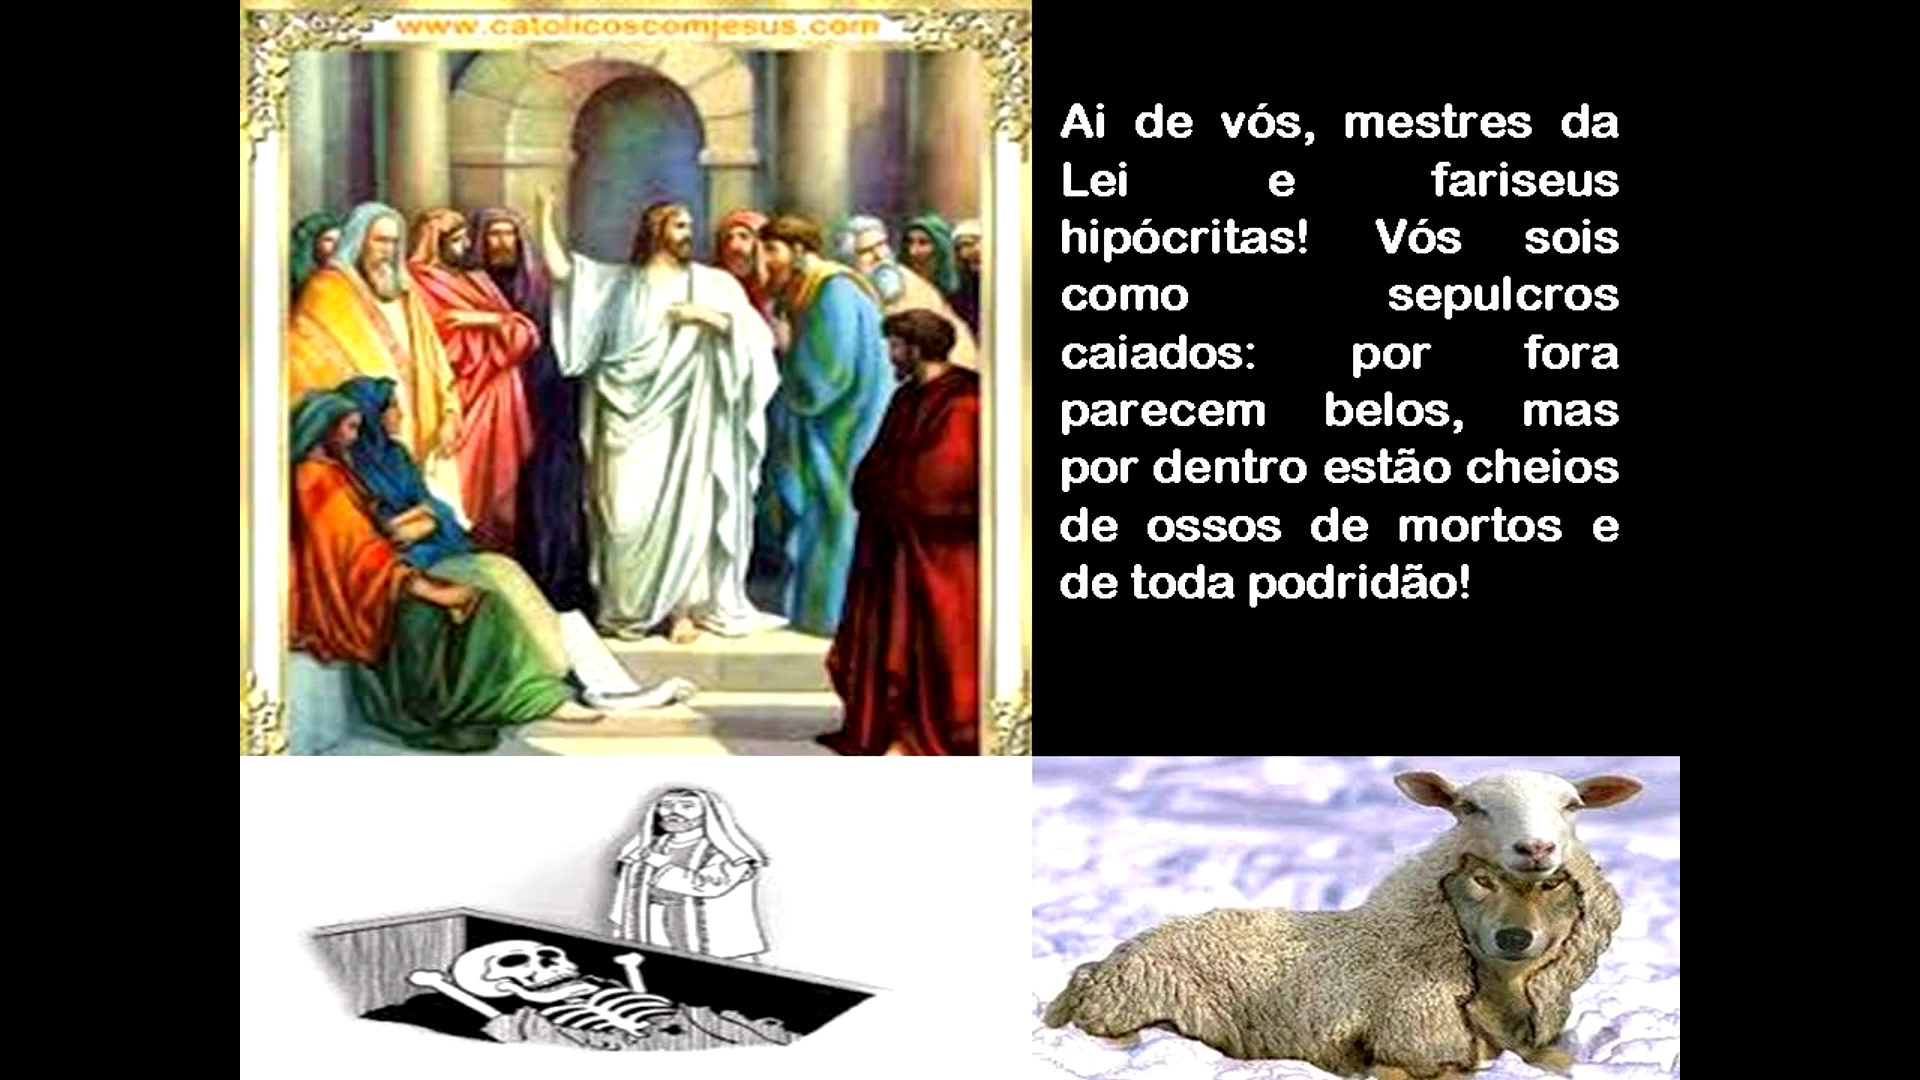 www.catolicoscomjesus.com
Ai de vós, mestres da
Lei e fariseus
hipócritas! Vós sois
como sepulcros
caiados: por fora
parecem belos, mas
por dentro estão cheios
de ossos de mortos e
de toda podridão!